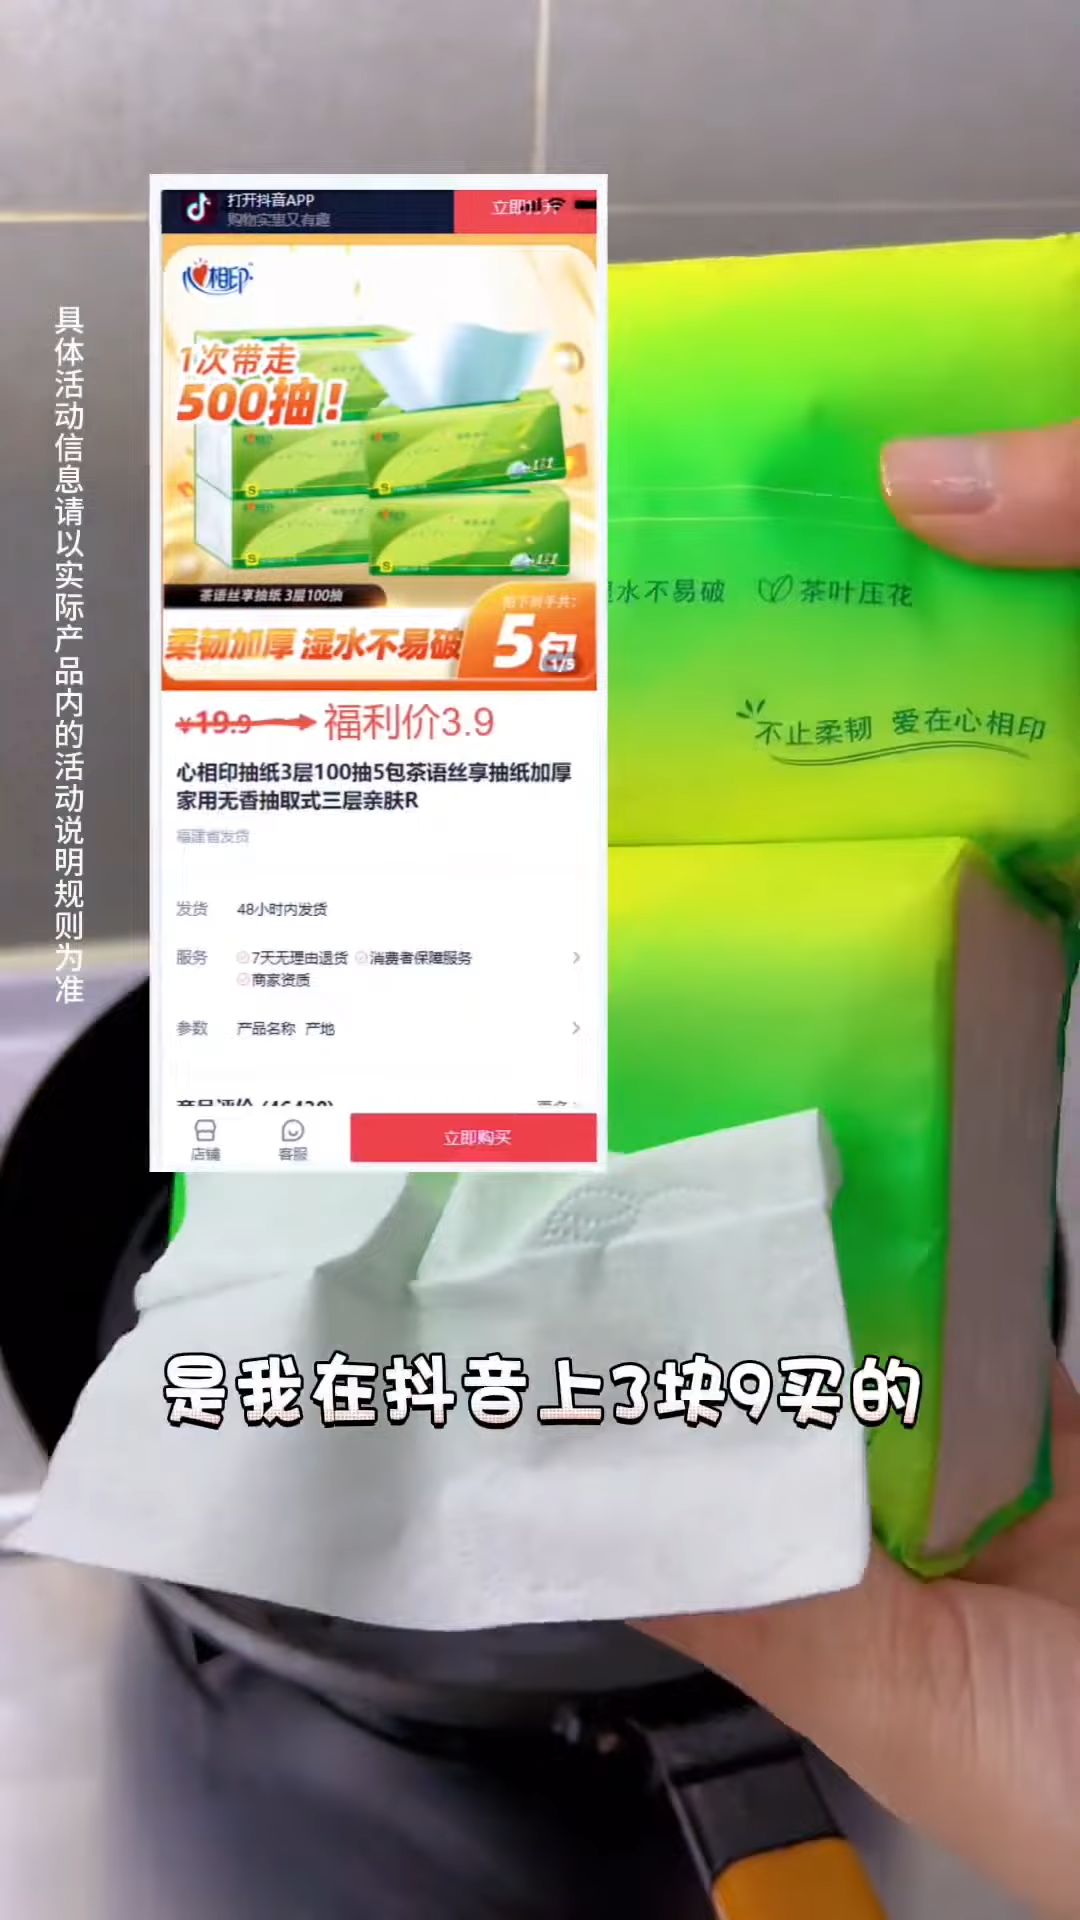 具体活动信息请以实际产品内的活动说明规则为准
打开抖音APP
购物实惠又有趣
立即打开
心相印
1次带走
500抽!
茶语丝享抽纸 3层100抽
柔韧加厚 湿水不易破
5包
1/5
¥19.9
福利价3.9
心相印抽纸3层100抽5包茶语丝享抽纸加厚
家用无香抽取式三层亲肤R
福建省发货
发货 48小时内发货
服务 7天无理由退货 消费者保障服务
商家资质
参数 产品名称 产地
店铺
客服
立即购买
水不易破 茶叶压花
不止柔韧 爱在心相印
是我在抖音上3块9买的